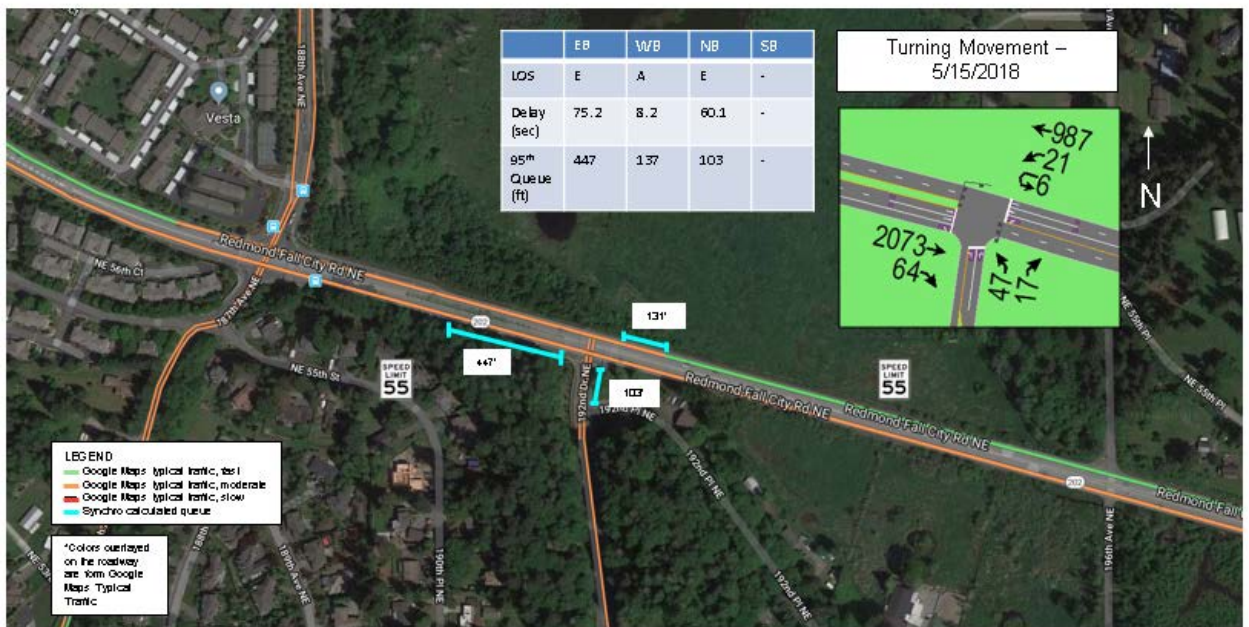 EB WB NB SB
LOS E A E -
Delay (sec) 75.2 8.2 60.1 -
95th Queue (ft) 447 137 103 -
Turning Movement –
5/15/2018
987
21
6
2073
64
47
17
N
188th Ave NE
Vesta
Redmond Fall City Rd NE
NE 56th Ct
187th Ave NE
202
131'
447'
103'
NE 55th St
SPEED
LIMIT
55
192nd Dr NE
192nd Pl NE
Redmond Fall City Rd NE
SPEED
LIMIT
55
Redmond Fall City Rd NE
NE 55th Pl
NE 55th Pl
192nd Pl NE
202
Redmond Fall C
LEGEND
Google Maps typical traffic, fast
Google Maps typical traffic, moderate
Google Maps typical traffic, slow
Synchro calculated queue
*Colors overlayed
on the roadway
are form Google
Maps Typical
Traffic
188th
189th Ave NE
190th Pl NE
192nd Pl NE
196th Ave NE